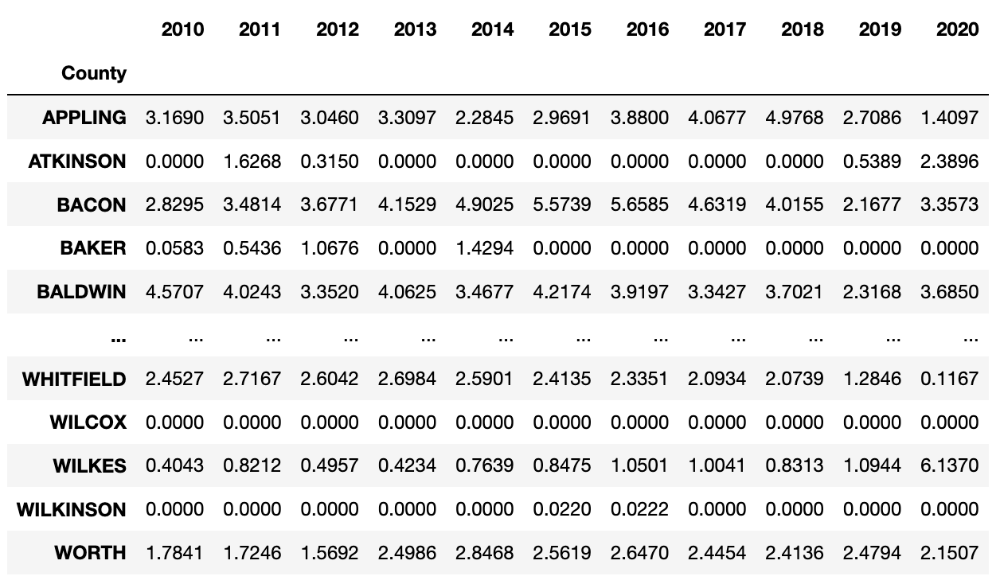 2010 2011 2012 2013 2014 2015 2016 2017 2018 2019 2020
County
APPLING 3.1690 3.5051 3.0460 3.3097 2.2845 2.9691 3.8800 4.0677 4.9768 2.7086 1.4097
ATKINSON 0.0000 1.6268 0.3150 0.0000 0.0000 0.0000 0.0000 0.0000 0.0000 0.5389 2.3896
BACON 2.8295 3.4814 3.6771 4.1529 4.9025 5.5739 5.6585 4.6319 4.0155 2.1677 3.3573
BAKER 0.0583 0.5436 1.0676 0.0000 1.4294 0.0000 0.0000 0.0000 0.0000 0.0000 0.0000
BALDWIN 4.5707 4.0243 3.3520 4.0625 3.4677 4.2174 3.9197 3.3427 3.7021 2.3168 3.6850
... ... ... ... ... ... ... ... ... ... ... ...
WHITFIELD 2.4527 2.7167 2.6042 2.6984 2.5901 2.4135 2.3351 2.0934 2.0739 1.2846 0.1167
WILCOX 0.0000 0.0000 0.0000 0.0000 0.0000 0.0000 0.0000 0.0000 0.0000 0.0000 0.0000
WILKES 0.4043 0.8212 0.4957 0.4234 0.7639 0.8475 1.0501 1.0041 0.8313 1.0944 6.1370
WILKINSON 0.0000 0.0000 0.0000 0.0000 0.0000 0.0220 0.0222 0.0000 0.0000 0.0000 0.0000
WORTH 1.7841 1.7246 1.5692 2.4986 2.8468 2.5619 2.6470 2.4454 2.4136 2.4794 2.1507